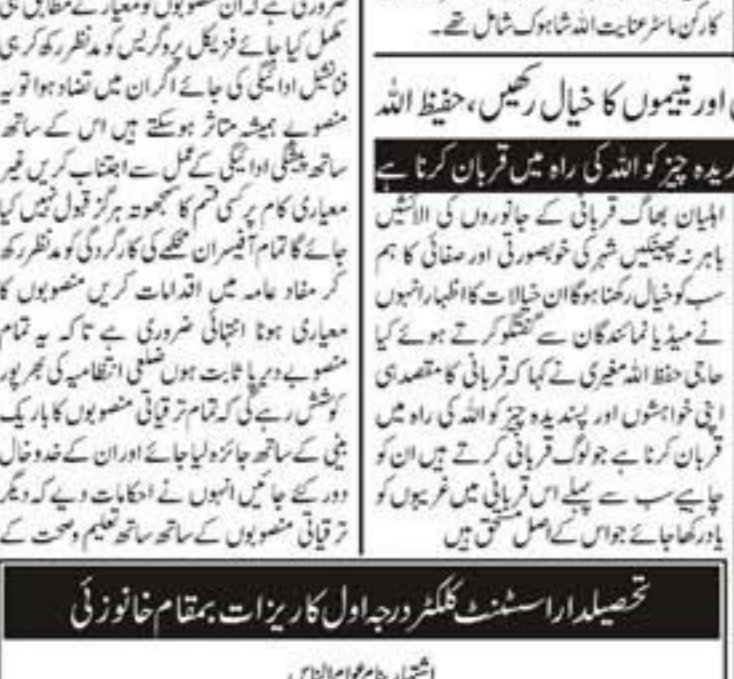 کارکن ماسٹر عنایت اللہ شاہوک شامل تھے۔
اور یتیموں کا خیال رکھیں، حفیظ اللہ
یدہ چیز کو اللہ کی راہ میں قربان کرنا ہے
اہلیان بھاگ قربانی کے جانوروں کی الائشیں
باہر نہ پھینکیں شہر کی خوبصورتی اور صفائی کا ہم
سب کو خیال رکھنا ہوگا ان خیالات کا اظہار انہوں
نے میڈیا نمائندگان سے گفتگو کرتے ہوئے کیا
حاجی حفظ اللہ مغیری نے کہا کہ قربانی کا مقصد ہی
اپنی خواہشوں اور پسندیدہ چیز کو اللہ کی راہ میں
قربان کرنا ہے جو لوگ قربانی کرتے ہیں ان کو
چاہیے سب سے پہلے اس قربانی میں غریبوں کو
یاد رکھا جائے جو اس کے اصل مستحق ہیں
ضروری ہے کہ ان منصوبوں کو معیار کے مطابق ہی
مکمل کیا جائے فزیکل پروگریس کو مدنظر رکھ کر ہی
فنانشیل ادائیگی کی جائے اگر ان میں تضاد ہوا تو یہ
منصوبے ہمیشہ متاثر ہوسکتے ہیں اس کے ساتھ
ساتھ پیشگی ادائیگی کے عمل سے اجتناب کریں غیر
معیاری کام پر کسی قسم کا سمجھوتہ ہرگز قبول نہیں کیا
جائے گا تمام آفیسران محکمے کی کارگردگی کو مدنظر رکھ
کر مفاد عامہ میں اقدامات کریں منصوبوں کا
معیاری ہونا انتہائی ضروری ہے تاکہ یہ تمام
منصوبے دیرپا ثابت ہوں ضلعی انتظامیہ کی بھرپور
کوشش رہے گی کہ تمام ترقیاتی منصوبوں کا باریک
بینی کے ساتھ جائزہ لیا جائے اور ان کے خدوخال
دور کئے جائیں انہوں نے احکامات دیے کہ دیگر
ترقیاتی منصوبوں کے ساتھ ساتھ تعلیم وصحت کے
تحصیلدار اسسٹنٹ کلکٹر درجہ اول کاریزات بمقام خانوزئی
اشتہار بنام عوام الناس